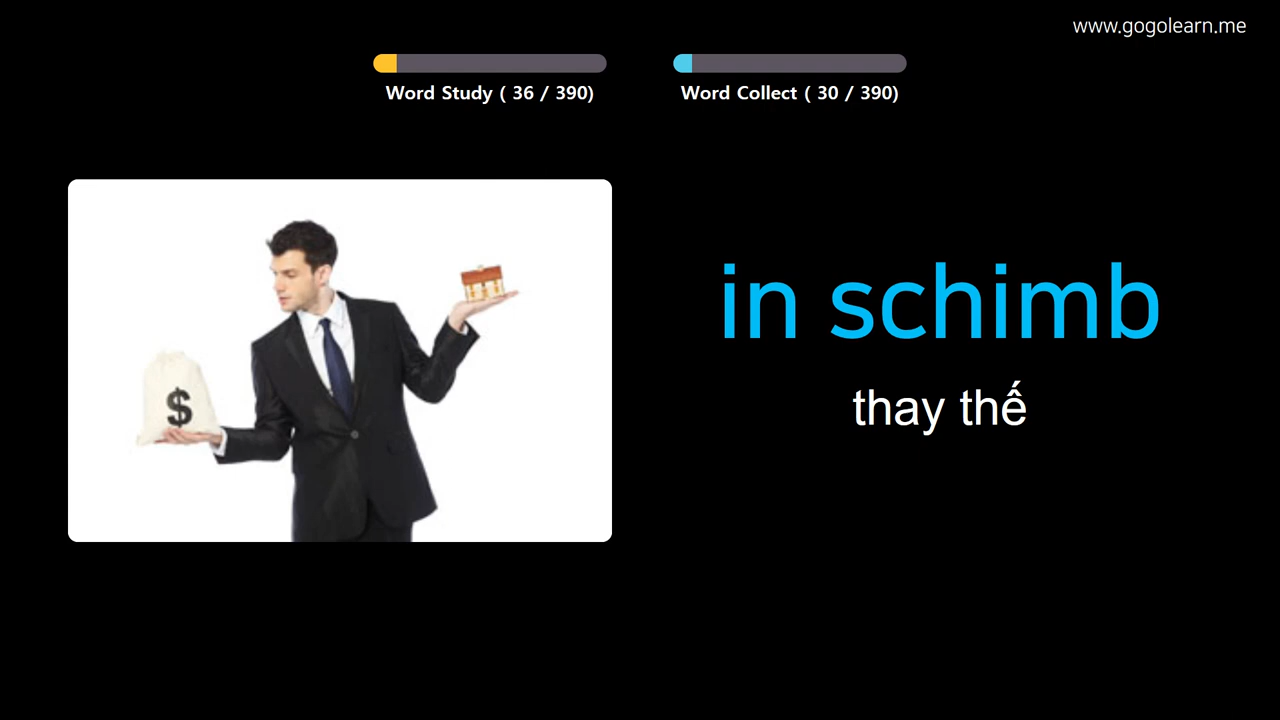 www.gogolearn.me
Word Study ( 36 / 390)
Word Collect ( 30 / 390)
$
in schimb
thay thế